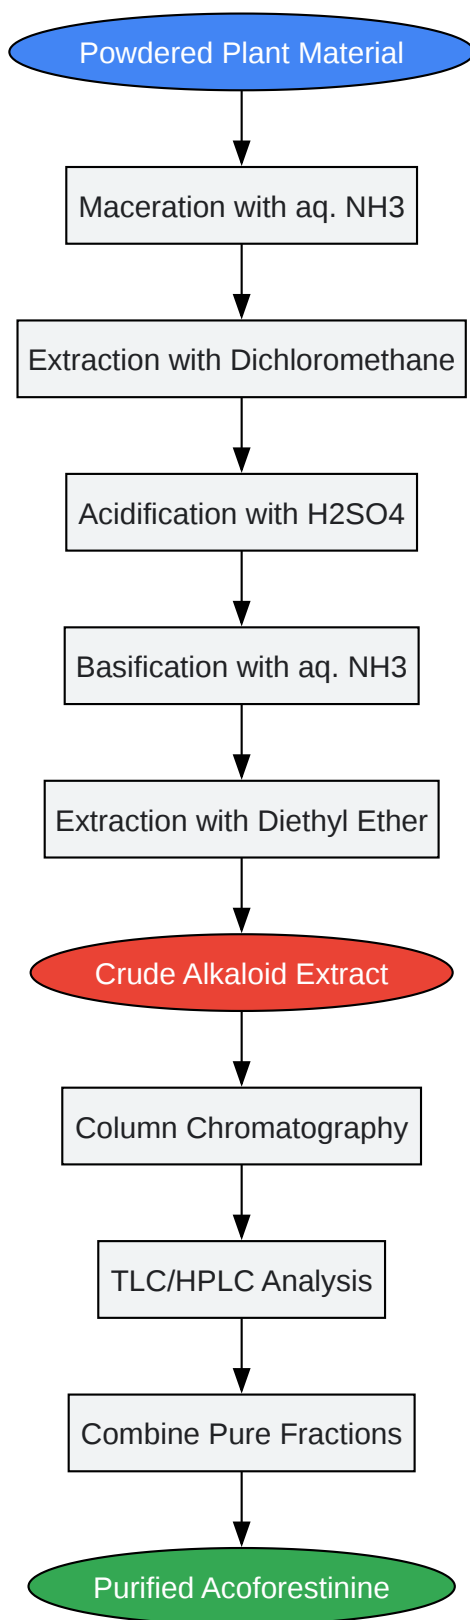 Powdered Plant Material
Maceration with aq. NH3
Extraction with Dichloromethane
Acidification with H2SO4
Basification with aq. NH3
Extraction with Diethyl Ether
Crude Alkaloid Extract
Column Chromatography
TLC/HPLC Analysis
Combine Pure Fractions
Purified Acoforestinine